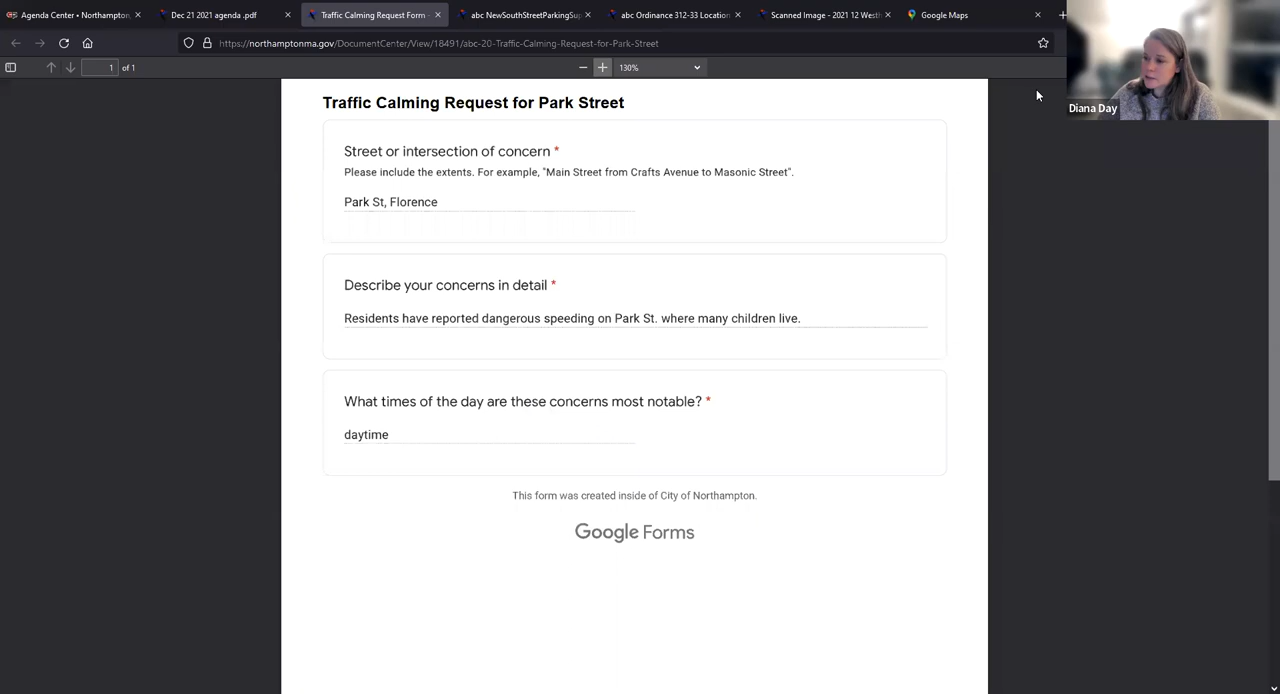 Agenda Center • Northampton,
Dec 21 2021 agenda .pdf
Traffic Calming Request Form -
abc NewSouthStreetParkingSup
abc Ordinance 312-33 Location
Scanned Image - 2021 12 Westh
Google Maps
https://northamptonma.gov/DocumentCenter/View/18491/abc-20-Traffic-Calming-Request-for-Park-Street
1 of 1
130%
Diana Day
Traffic Calming Request for Park Street
Street or intersection of concern *
Please include the extents. For example, "Main Street from Crafts Avenue to Masonic Street".
Park St, Florence
Describe your concerns in detail *
Residents have reported dangerous speeding on Park St. where many children live.
What times of the day are these concerns most notable? *
daytime
This form was created inside of City of Northampton.
Google Forms